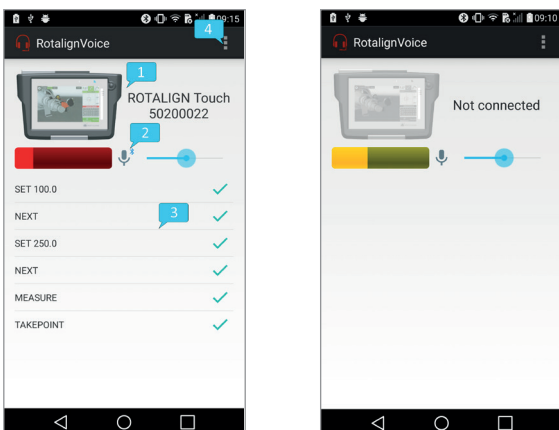 09:15
4
RotalignVoice
1
ROTALIGN Touch
50200022
2
SET 100.0
NEXT
3
SET 250.0
NEXT
MEASURE
TAKEPOINT
09:10
RotalignVoice
Not connected